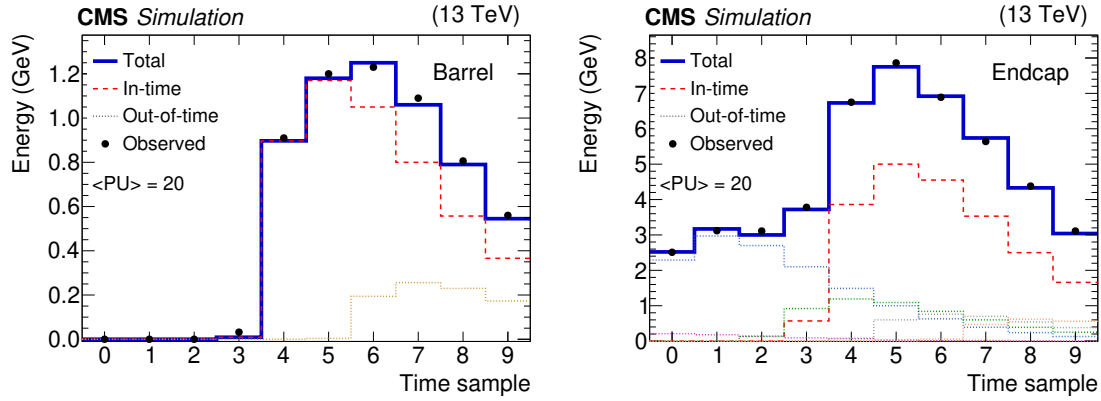 CMS Simulation (13 TeV)
Energy (GeV)
1.2
1.0
0.8
0.6
0.4
0.2
0.0
Total
In-time
Out-of-time
Observed
<PU> = 20
Barrel
0 1 2 3 4 5 6 7 8 9
Time sample
CMS Simulation (13 TeV)
Energy (GeV)
8
7
6
5
4
3
2
1
0
Total
In-time
Out-of-time
Observed
<PU> = 20
Endcap
0 1 2 3 4 5 6 7 8 9
Time sample